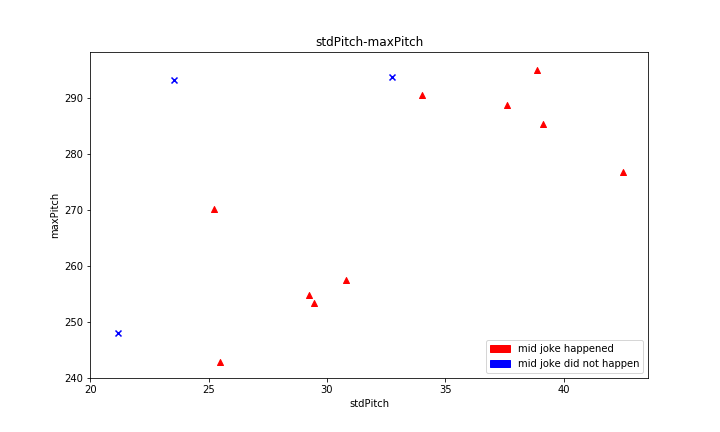 stdPitch-maxPitch
maxPitch
290
280
270
260
250
240
20 25 30 35 40
stdPitch
mid joke happened
mid joke did not happen